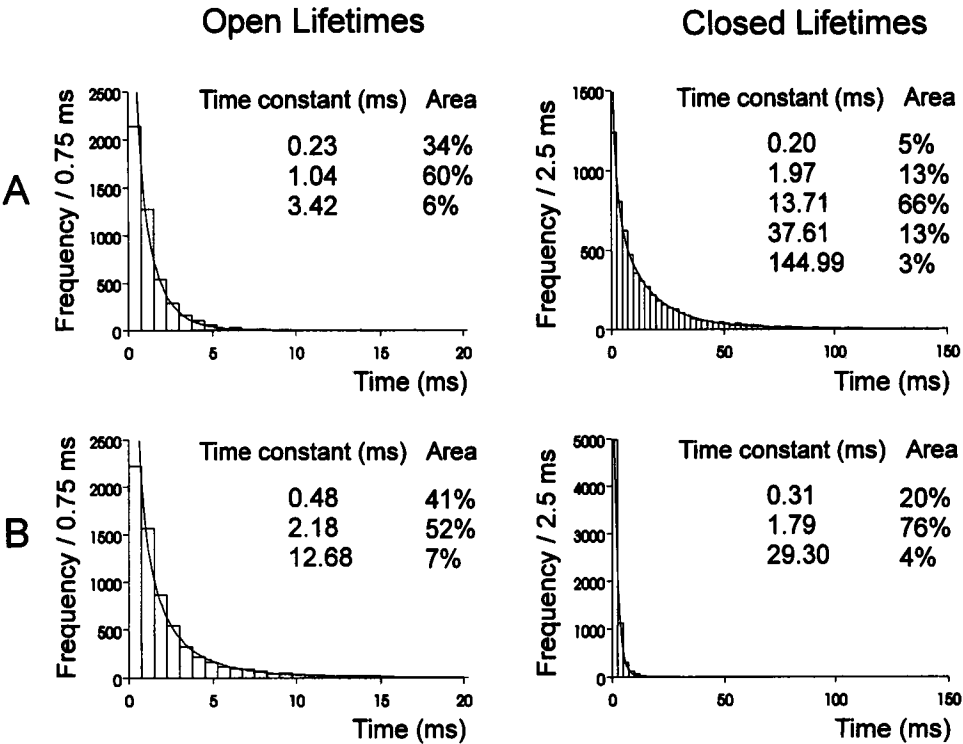 Open Lifetimes
Closed Lifetimes
A
Frequency / 0.75 ms
2500
2000
1500
1000
500
0
0 5 10 15 20
Time (ms)
Time constant (ms) Area
0.23 34%
1.04 60%
3.42 6%
Frequency / 2.5 ms
1500
1000
500
0
0 50 100 150
Time (ms)
Time constant (ms) Area
0.20 5%
1.97 13%
13.71 66%
37.61 13%
144.99 3%
B
Frequency / 0.75 ms
2500
2000
1500
1000
500
0
0 5 10 15 20
Time (ms)
Time constant (ms) Area
0.48 41%
2.18 52%
12.68 7%
Frequency / 2.5 ms
5000
4000
3000
2000
1000
0
0 50 100 150
Time (ms)
Time constant (ms) Area
0.31 20%
1.79 76%
29.30 4%